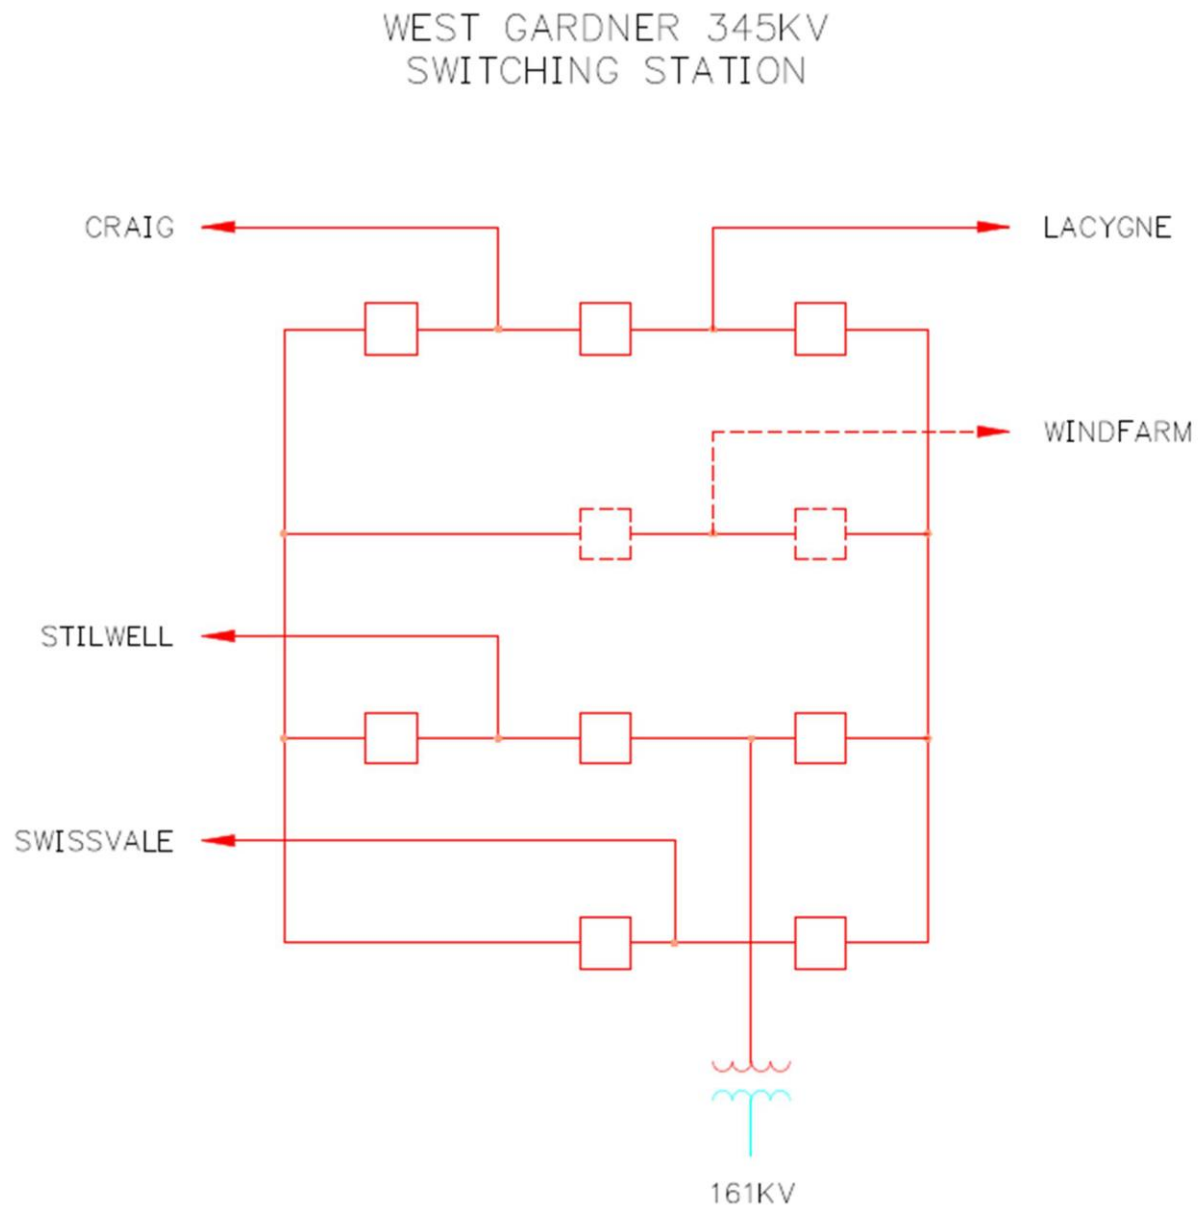 WEST GARDNER 345KV
SWITCHING STATION
CRAIG
LACYGNE
WINDFARM
STILWELL
SWISSVALE
161KV